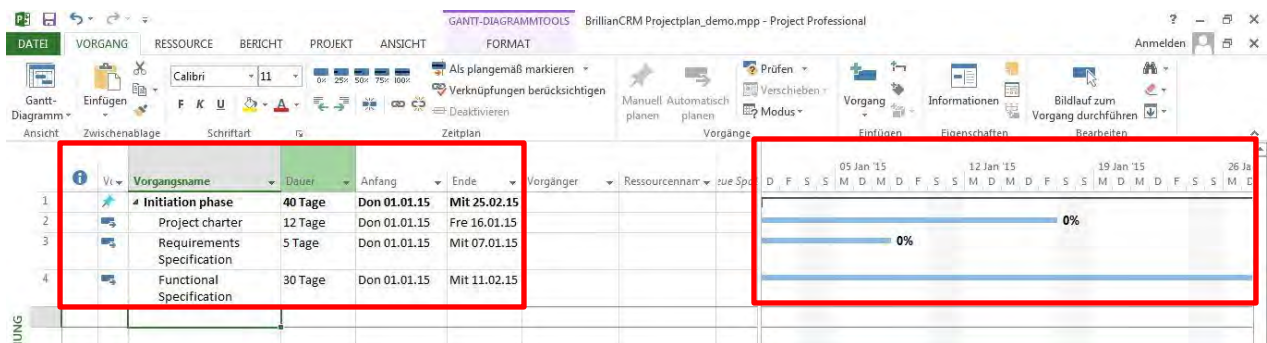 GANTT-DIAGRAMMTOOLS BrillianCRM Projectplan_demo.mpp - Project Professional
DATEI VORGANG RESSOURCE BERICHT PROJEKT ANSICHT FORMAT Anmelden
Calibri 11 0% 25% 50% 75% 100% Als plangemäß markieren Prüfen
Verknüpfungen berücksichtigen Verschieben
Gantt-Diagramm Einfügen F K U A Deaktivieren Manuell planen Automatisch planen Modus Vorgang Informationen Bildlauf zum Vorgang durchführen
Ansicht Zwischenablage Schriftart Zeitplan Vorgänge Einfügen Eigenschaften Bearbeiten
05 Jan '15 12 Jan '15 19 Jan '15 26 Ja
Vorgangsname Dauer Anfang Ende Vorgänger Ressourcennam D F S S M D M D F S S M D M D F S S M D M D F S S M D
1 Initiation phase 40 Tage Don 01.01.15 Mit 25.02.15
2 Project charter 12 Tage Don 01.01.15 Fre 16.01.15 0%
3 Requirements Specification 5 Tage Don 01.01.15 Mit 07.01.15 0%
4 Functional Specification 30 Tage Don 01.01.15 Mit 11.02.15